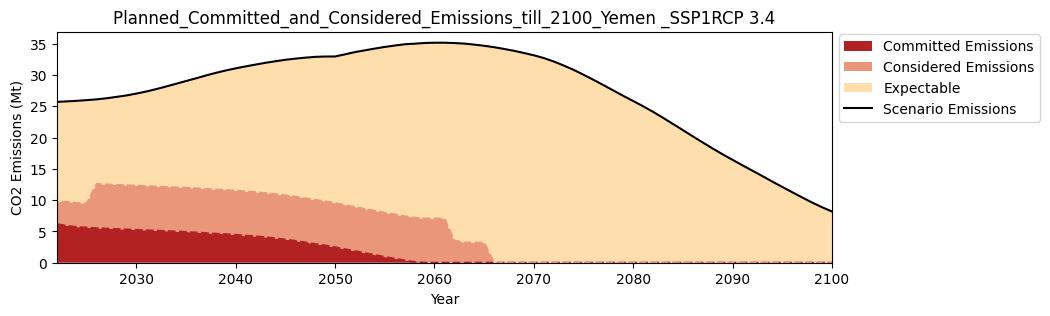 Planned_Committed_and_Considered_Emissions_till_2100_Yemen _SSP1RCP 3.4
CO2 Emissions (Mt)
35
30
25
20
15
10
5
0
2030
2040
2050
2060
2070
2080
2090
2100
Year
Committed Emissions
Considered Emissions
Expectable
Scenario Emissions